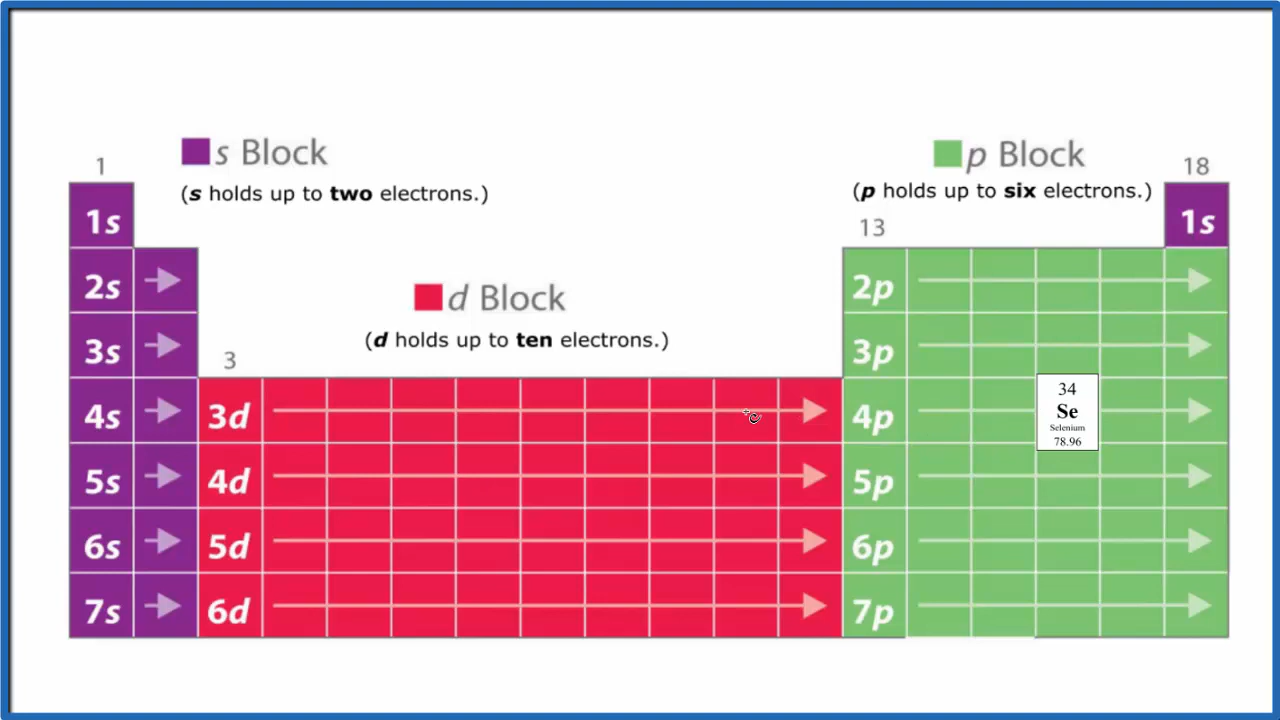 s Block
p Block
1
18
(s holds up to two electrons.)
(p holds up to six electrons.)
1s
1s
13
2s
2p
d Block
(d holds up to ten electrons.)
3s
3
3p
34
Se
Selenium
78.96
4s
3d
4p
5s
4d
5p
6s
5d
6p
7s
6d
7p